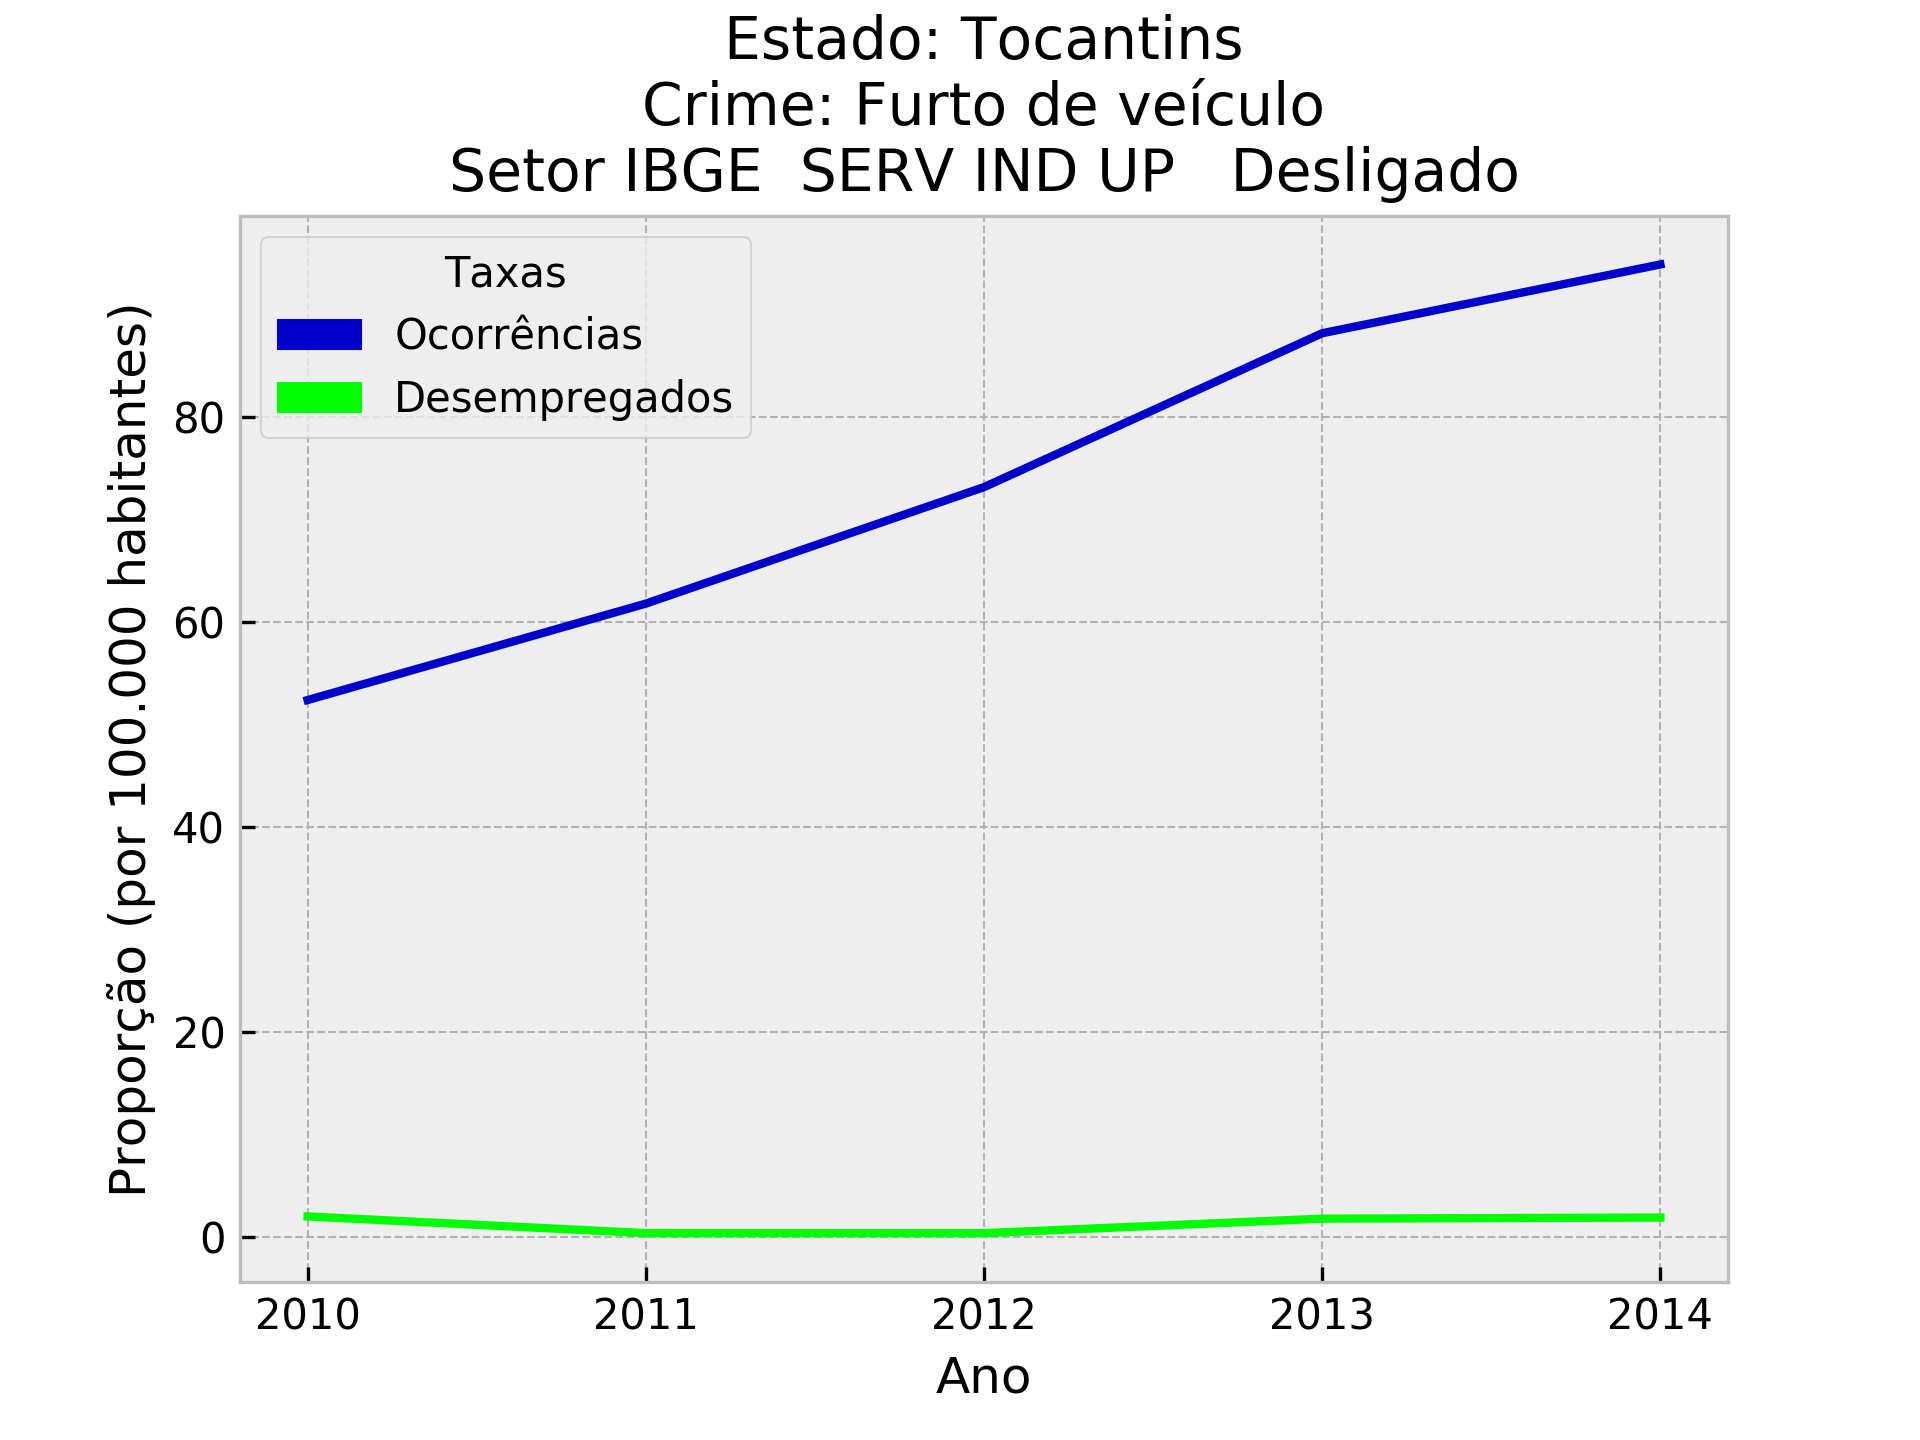 Estado: Tocantins
Crime: Furto de veículo
Setor IBGE  SERV IND UP   Desligado
Taxas
Ocorrências
Desempregados
Proporção (por 100.000 habitantes)
80
60
40
20
0
2010 2011 2012 2013 2014
Ano